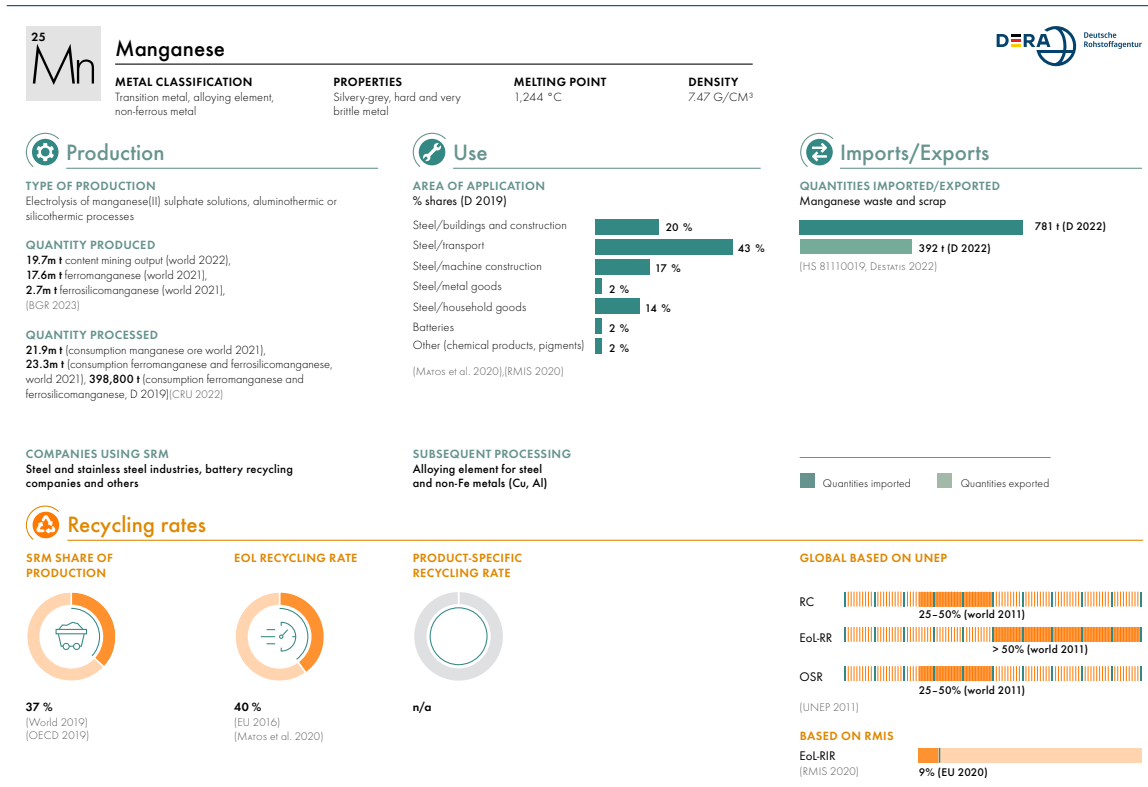 25
Mn
Manganese
DERA Deutsche
Rohstoffagentur
METAL CLASSIFICATION
Transition metal, alloying element,
non-ferrous metal
PROPERTIES
Silvery-grey, hard and very
brittle metal
MELTING POINT
1,244 °C
DENSITY
7.47 G/CM³
Production
TYPE OF PRODUCTION
Electrolysis of manganese(II) sulphate solutions, aluminothermic or
silicothermic processes
QUANTITY PRODUCED
19.7m t content mining output (world 2022),
17.6m t ferromanganese (world 2021),
2.7m t ferrosilicomanganese (world 2021),
(BGR 2023)
QUANTITY PROCESSED
21.9m t (consumption manganese ore world 2021),
23.3m t (consumption ferromanganese and ferrosilicomanganese,
world 2021), 398,800 t (consumption ferromanganese and
ferrosilicomanganese, D 2019)(CRU 2022)
COMPANIES USING SRM
Steel and stainless steel industries, battery recycling
companies and others
Use
AREA OF APPLICATION
% shares (D 2019)
Steel/buildings and construction 20 %
Steel/transport 43 %
Steel/machine construction 17 %
Steel/metal goods 2 %
Steel/household goods 14 %
Batteries 2 %
Other (chemical products, pigments) 2 %
(Matos et al. 2020),(RMIS 2020)
SUBSEQUENT PROCESSING
Alloying element for steel
and non-Fe metals (Cu, Al)
Imports/Exports
QUANTITIES IMPORTED/EXPORTED
Manganese waste and scrap
781 t (D 2022)
392 t (D 2022)
(HS 81110019, Destatis 2022)
Quantities imported
Quantities exported
Recycling rates
SRM SHARE OF
PRODUCTION
37 %
(World 2019)
(OECD 2019)
EOL RECYCLING RATE
40 %
(EU 2016)
(Matos et al. 2020)
PRODUCT-SPECIFIC
RECYCLING RATE
n/a
GLOBAL BASED ON UNEP
RC
25–50% (world 2011)
EoL-RR
> 50% (world 2011)
OSR
25–50% (world 2011)
(UNEP 2011)
BASED ON RMIS
EoL-RIR
(RMIS 2020)
9% (EU 2020)